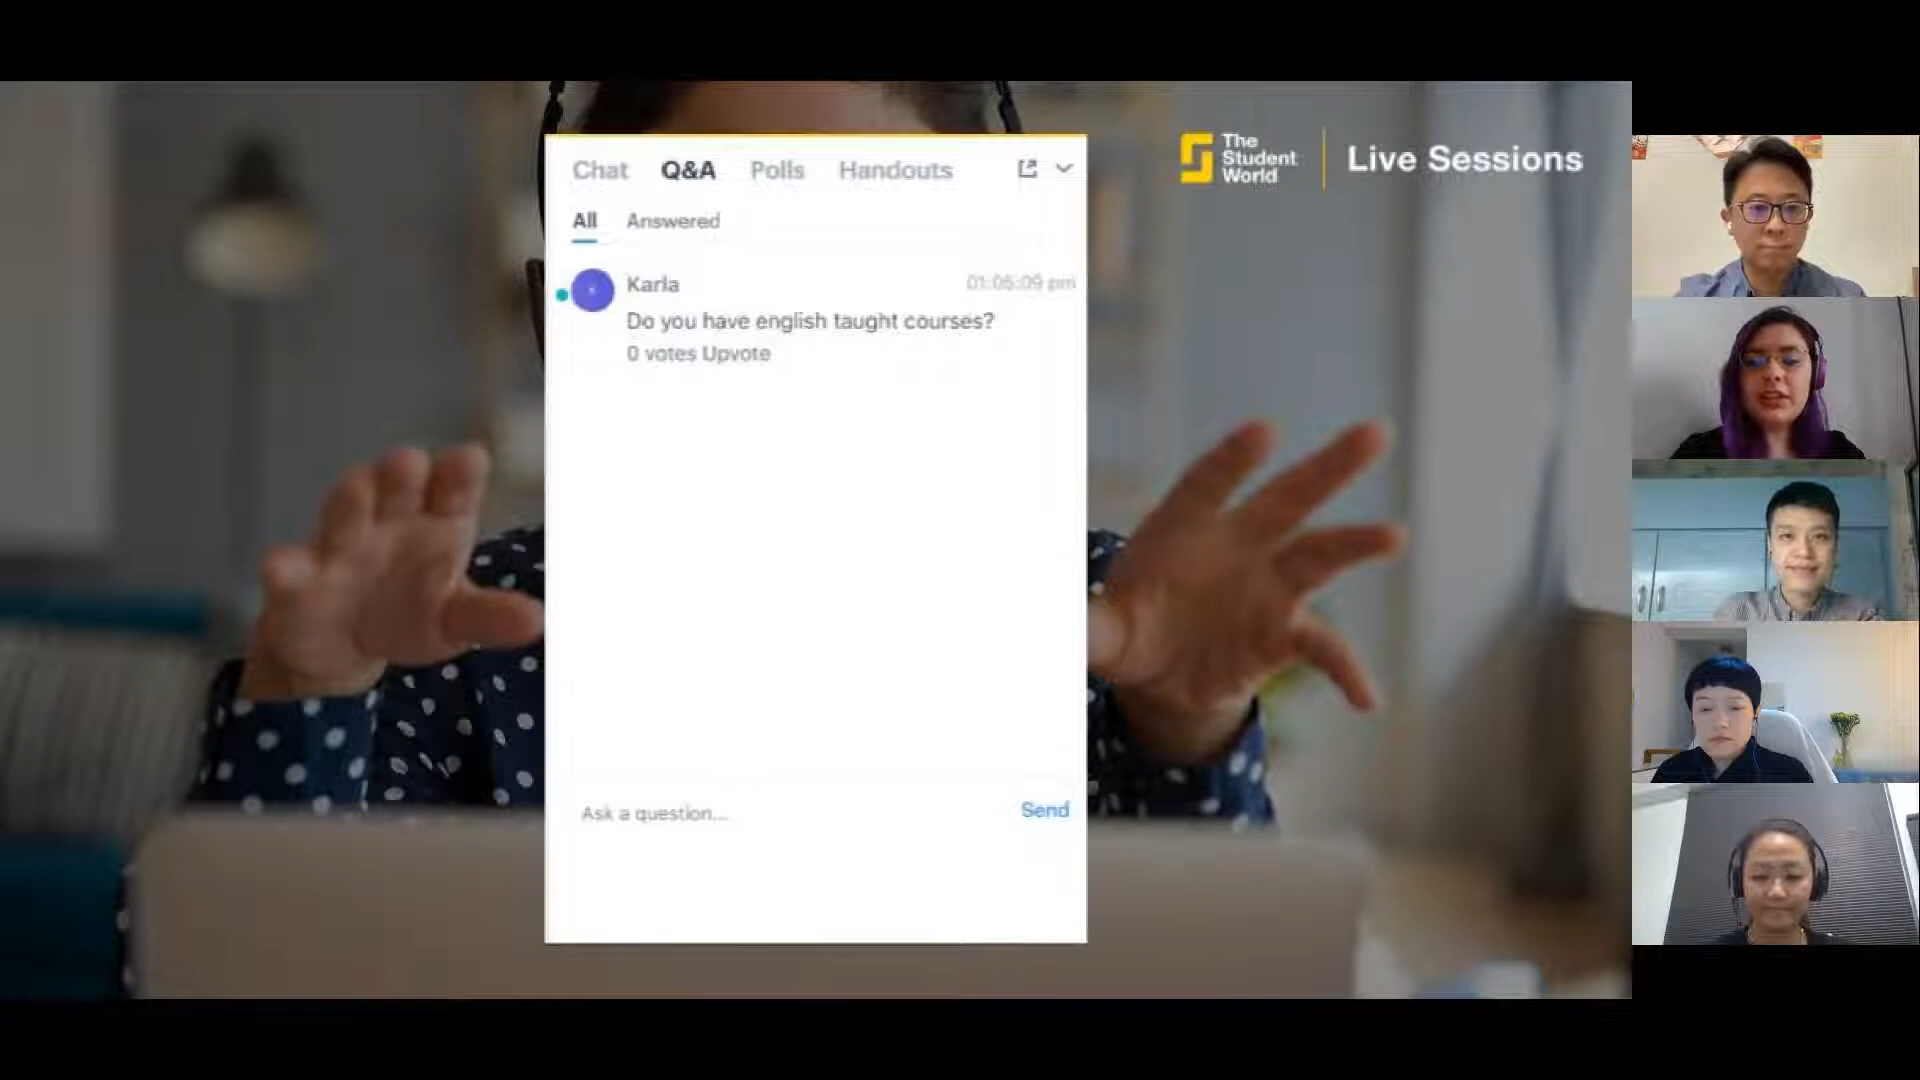 The
Student
World
Live Sessions
Chat Q&A Polls Handouts
All Answered
Karla 01:05:09 pm
Do you have english taught courses?
0 votes Upvote
Ask a question... Send